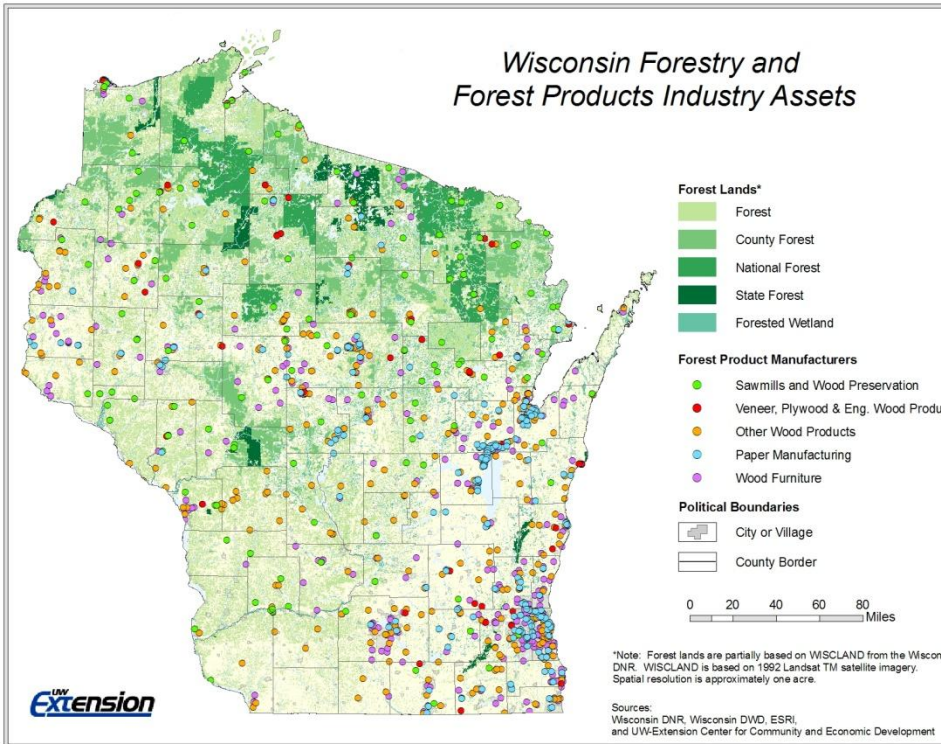 Wisconsin Forestry and
Forest Products Industry Assets
Forest Lands*
Forest
County Forest
National Forest
State Forest
Forested Wetland
Forest Product Manufacturers
Sawmills and Wood Preservation
Veneer, Plywood & Eng. Wood Produ
Other Wood Products
Paper Manufacturing
Wood Furniture
Political Boundaries
City or Village
County Border
0 20 40 60 80
Miles
*Note: Forest lands are partially based on WISCLAND from the Wiscon
DNR. WISCLAND is based on 1992 Landsat TM satellite imagery.
Spatial resolution is approximately one acre.
Sources:
Wisconsin DNR, Wisconsin DWD, ESRI,
and UW-Extension Center for Community and Economic Development
UW
Extension